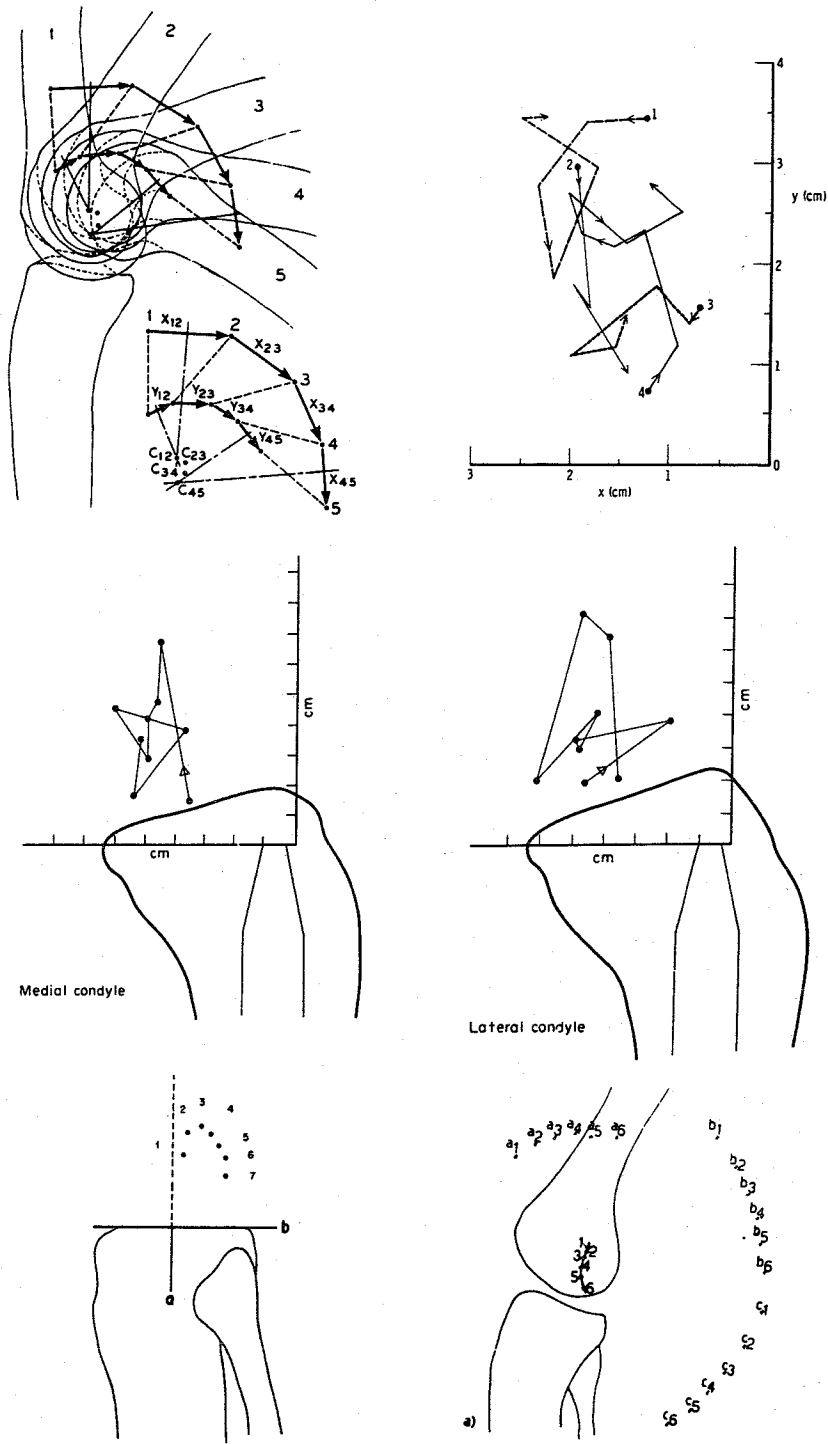 1
2
3
4
5
1 X12 2
X23
3
Y12 Y23
Y34
X34
4
Y45
C12 C23
C34
C45
X45
5
4
1
3
2
y (cm)
2
3
1
4
3 2 1 0
x (cm)
cm
cm
Medial condyle
cm
cm
Lateral condyle
3
2 4
1 5
6
7
b
a
a1 a2 a3 a4 a5 a6
b1
b2
b3
b4
b5
b6
1 2
3 4
5 6
c1
c2
c3
c4
c5
c6
a)